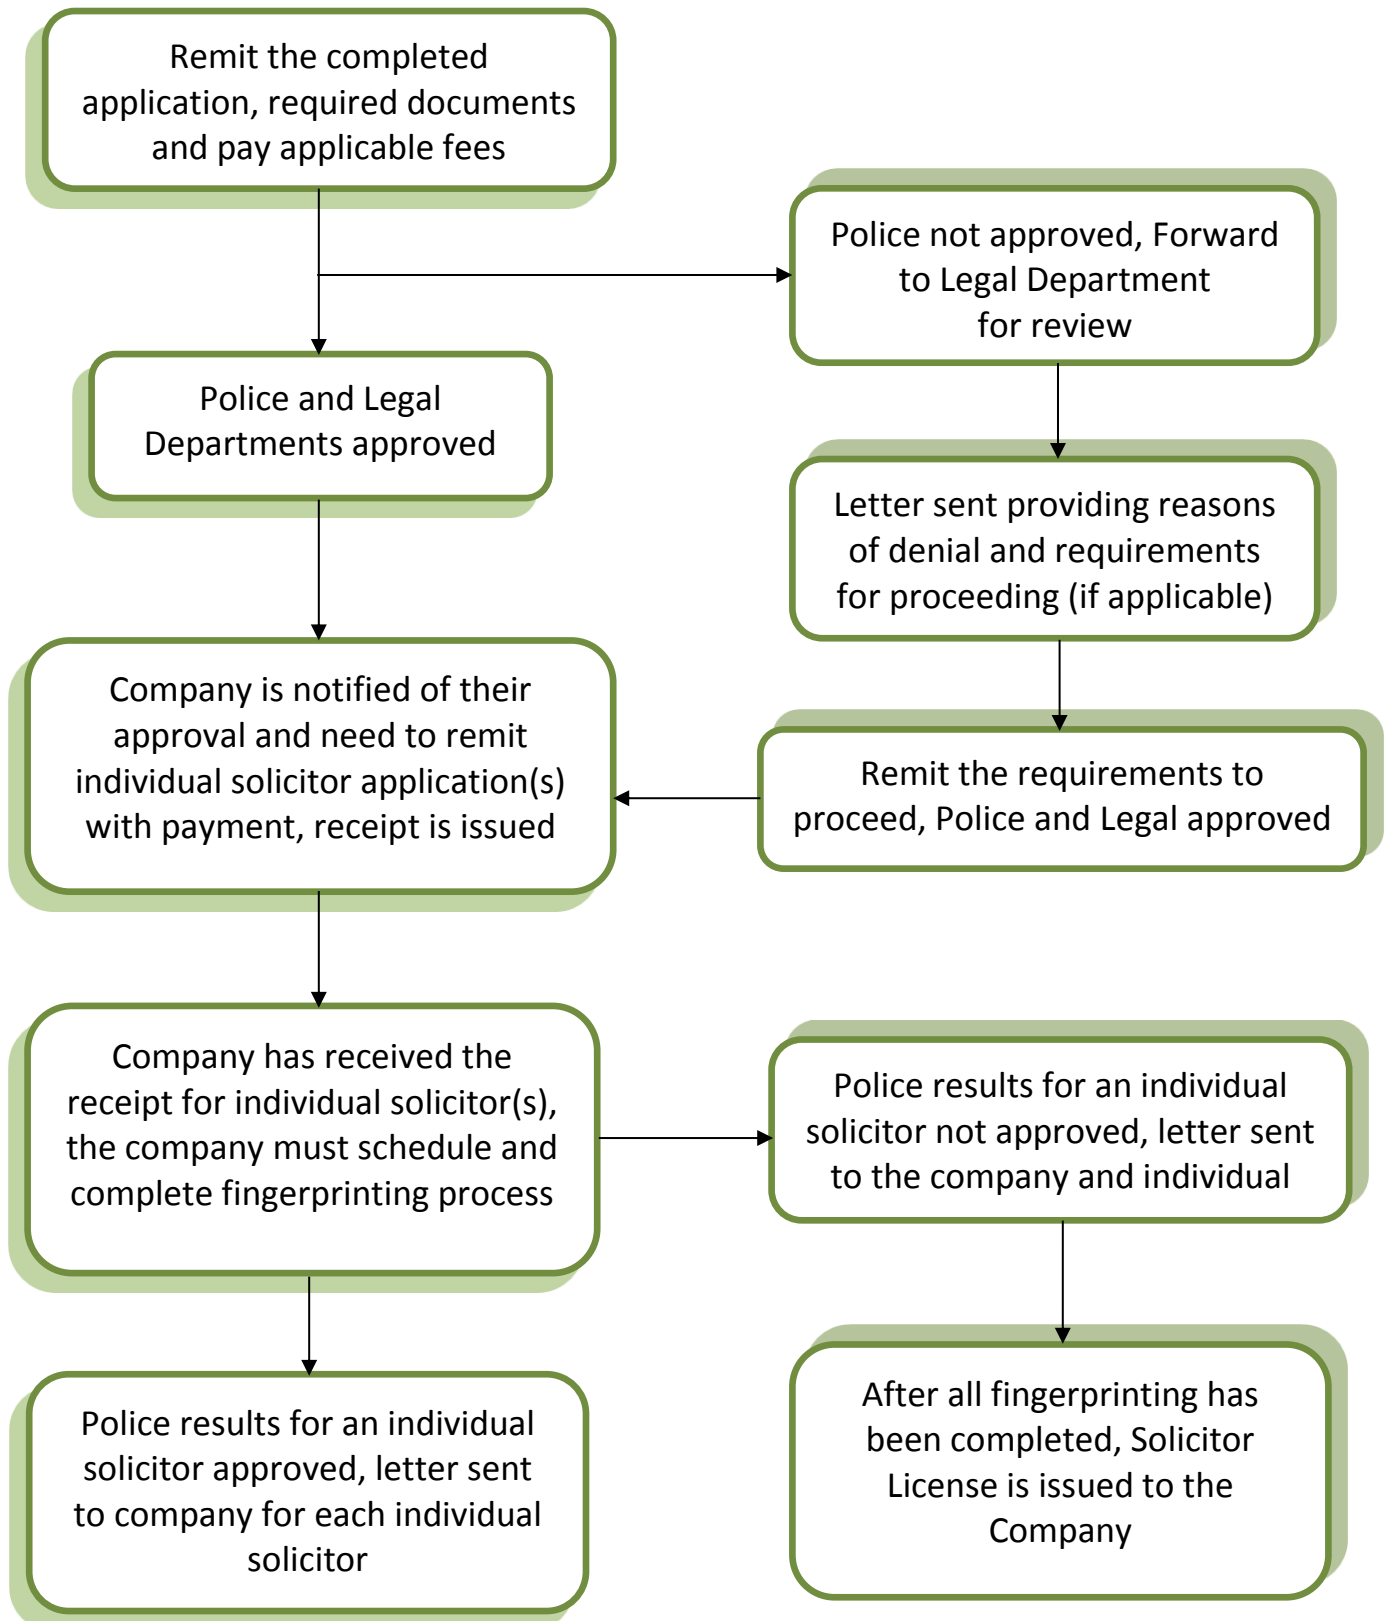 Remit the completed
application, required documents
and pay applicable fees
Police not approved, Forward
to Legal Department
for review
Police and Legal
Departments approved
Letter sent providing reasons
of denial and requirements
for proceeding (if applicable)
Company is notified of their
approval and need to remit
individual solicitor application(s)
with payment, receipt is issued
Remit the requirements to
proceed, Police and Legal approved
Company has received the
receipt for individual solicitor(s),
the company must schedule and
complete fingerprinting process
Police results for an individual
solicitor not approved, letter sent
to the company and individual
Police results for an individual
solicitor approved, letter sent
to company for each individual
solicitor
After all fingerprinting has
been completed, Solicitor
License is issued to the
Company